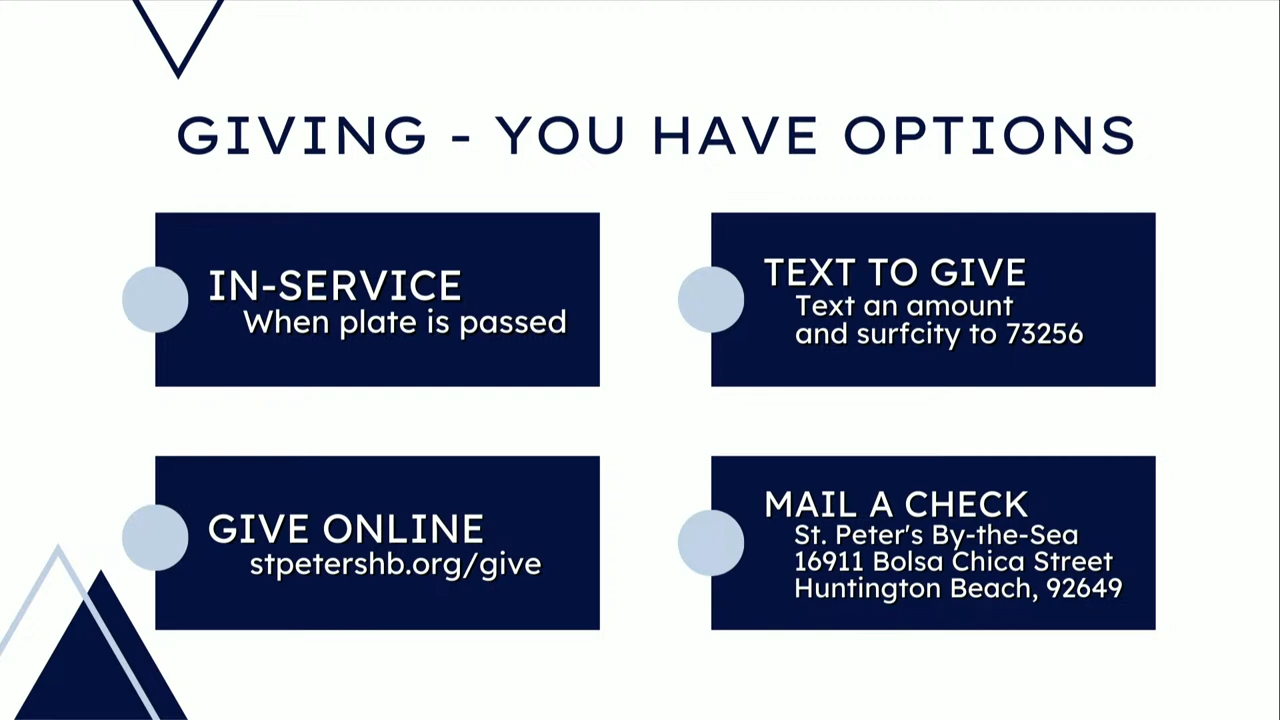 GIVING - YOU HAVE OPTIONS
IN-SERVICE
When plate is passed
TEXT TO GIVE
Text an amount
and surfcity to 73256
GIVE ONLINE
stpetershb.org/give
MAIL A CHECK
St. Peter's By-the-Sea
16911 Bolsa Chica Street
Huntington Beach, 92649